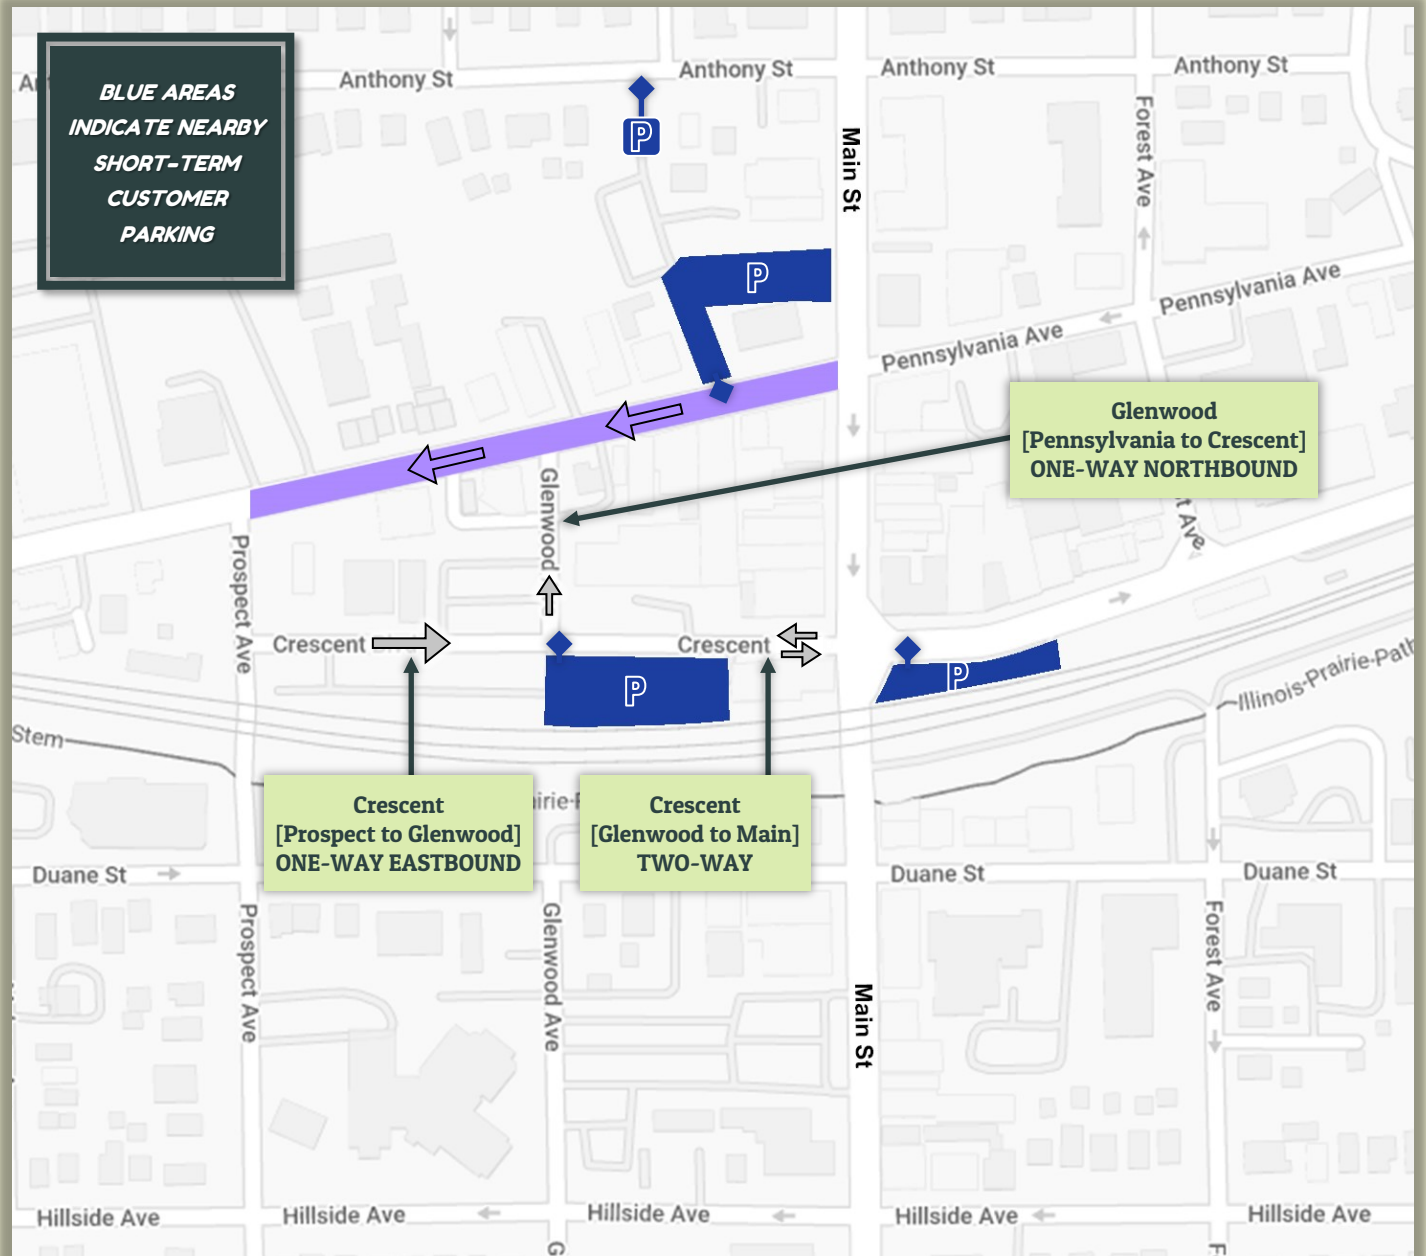 BLUE AREAS
INDICATE NEARBY
SHORT-TERM
CUSTOMER
PARKING
Anthony St
Anthony St
Anthony St
Anthony St
P
Main St
Forest Ave
P
Pennsylvania Ave
Pennsylvania Ave
Glenwood
[Pennsylvania to Crescent]
ONE-WAY NORTHBOUND
Glenwood
t Ave
Prospect Ave
Crescent
Crescent
P
P
Illinois-Prairie-Path
Stem
Crescent
[Prospect to Glenwood]
ONE-WAY EASTBOUND
airie-P
Crescent
[Glenwood to Main]
TWO-WAY
Duane St
Duane St
Duane St
Prospect Ave
Glenwood Ave
Main St
Forest Ave
Hillside Ave
Hillside Ave
Hillside Ave
Hillside Ave
Hillside Ave
G
F